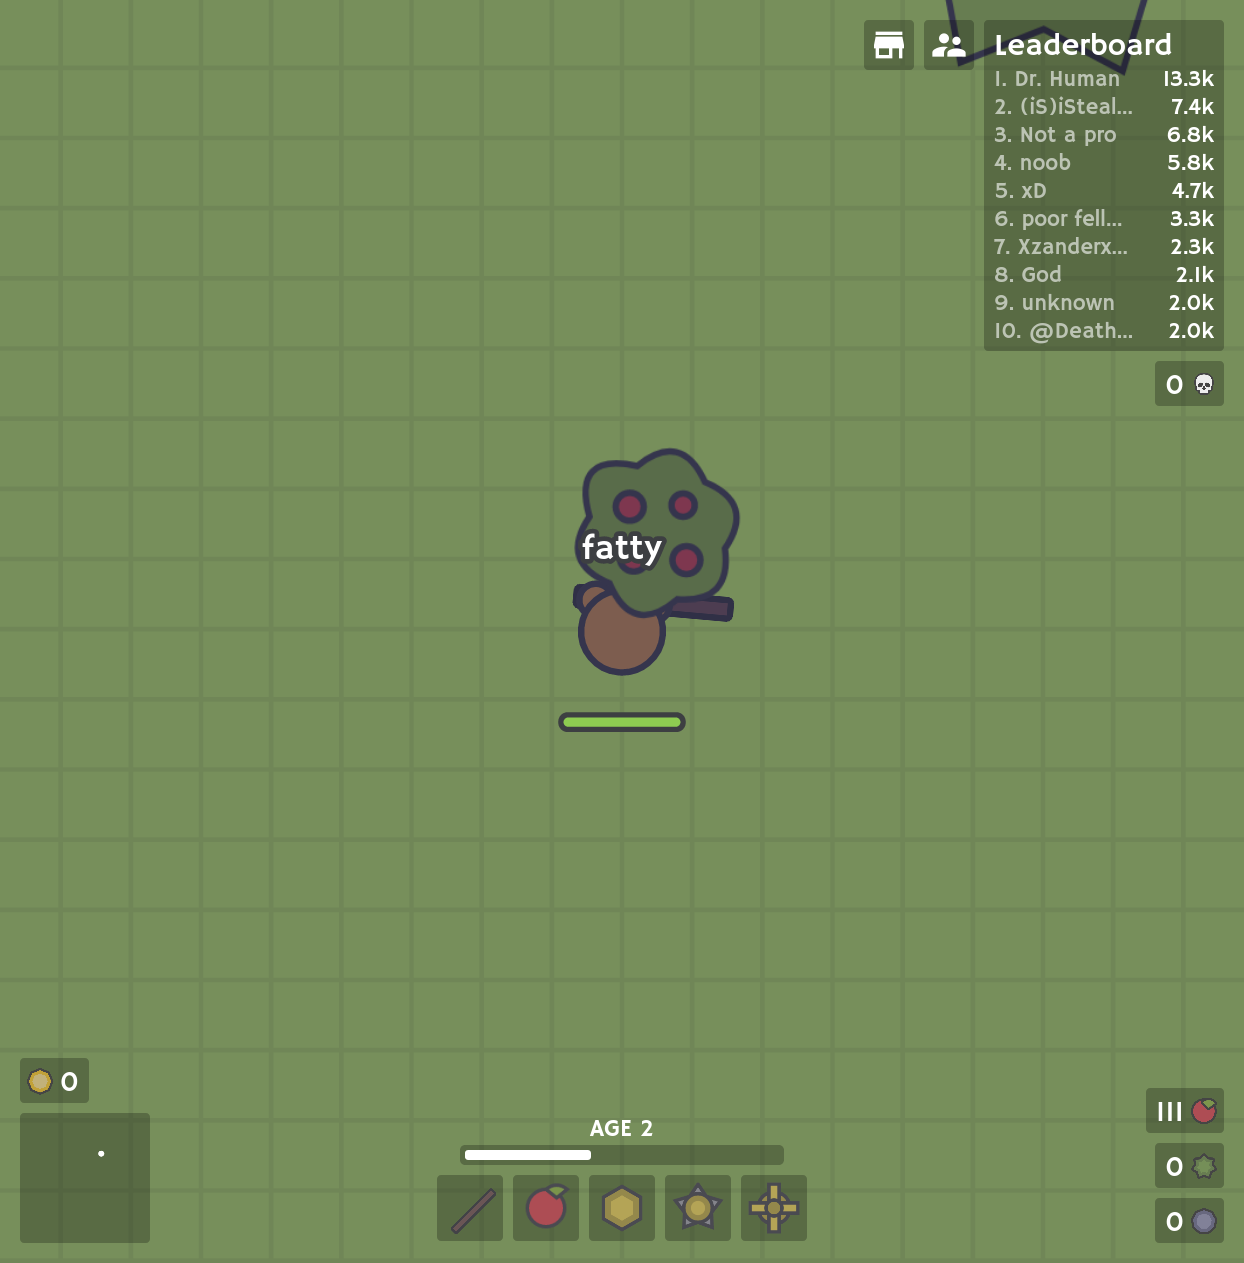 Leaderboard
1. Dr. Human 13.3k
2. (iS)iSteal... 7.4k
3. Not a pro 6.8k
4. noob 5.8k
5. xD 4.7k
6. poor fell... 3.3k
7. Xzanderx... 2.3k
8. God 2.1k
9. unknown 2.0k
10. @Death... 2.0k
0
fatty
0
AGE 2
111
0
0